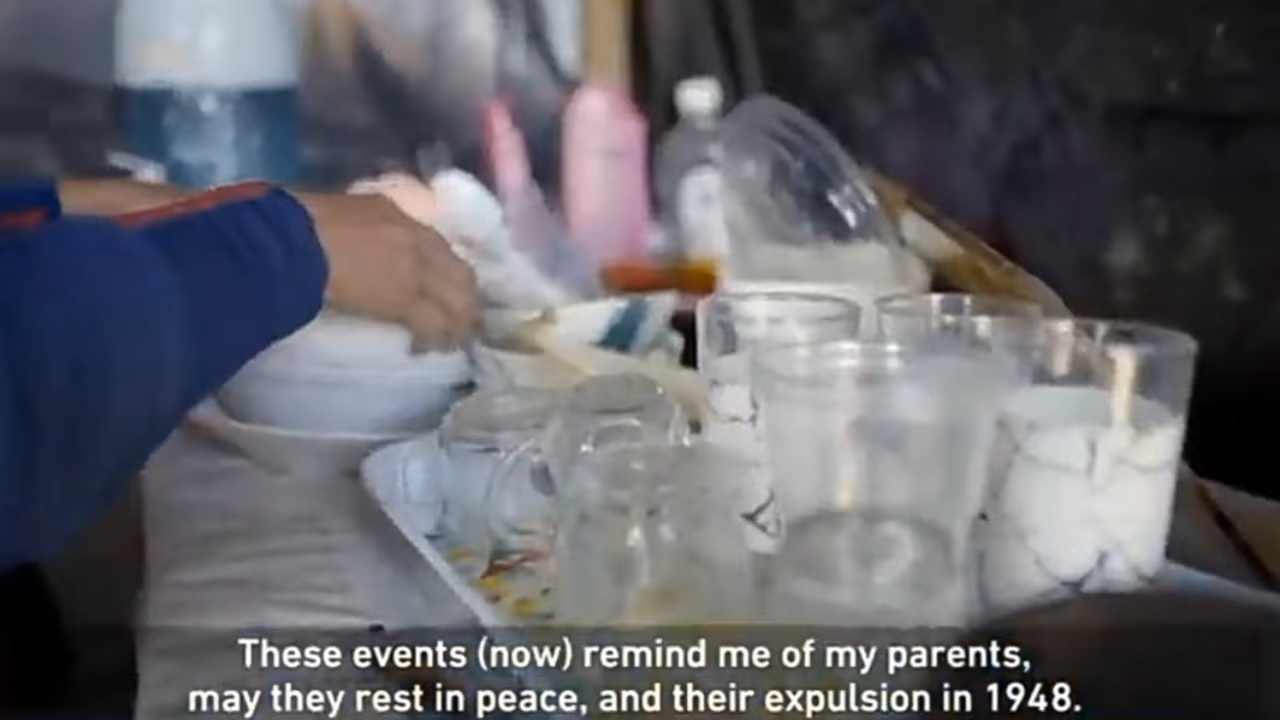 These events (now) remind me of my parents,
may they rest in peace, and their expulsion in 1948.